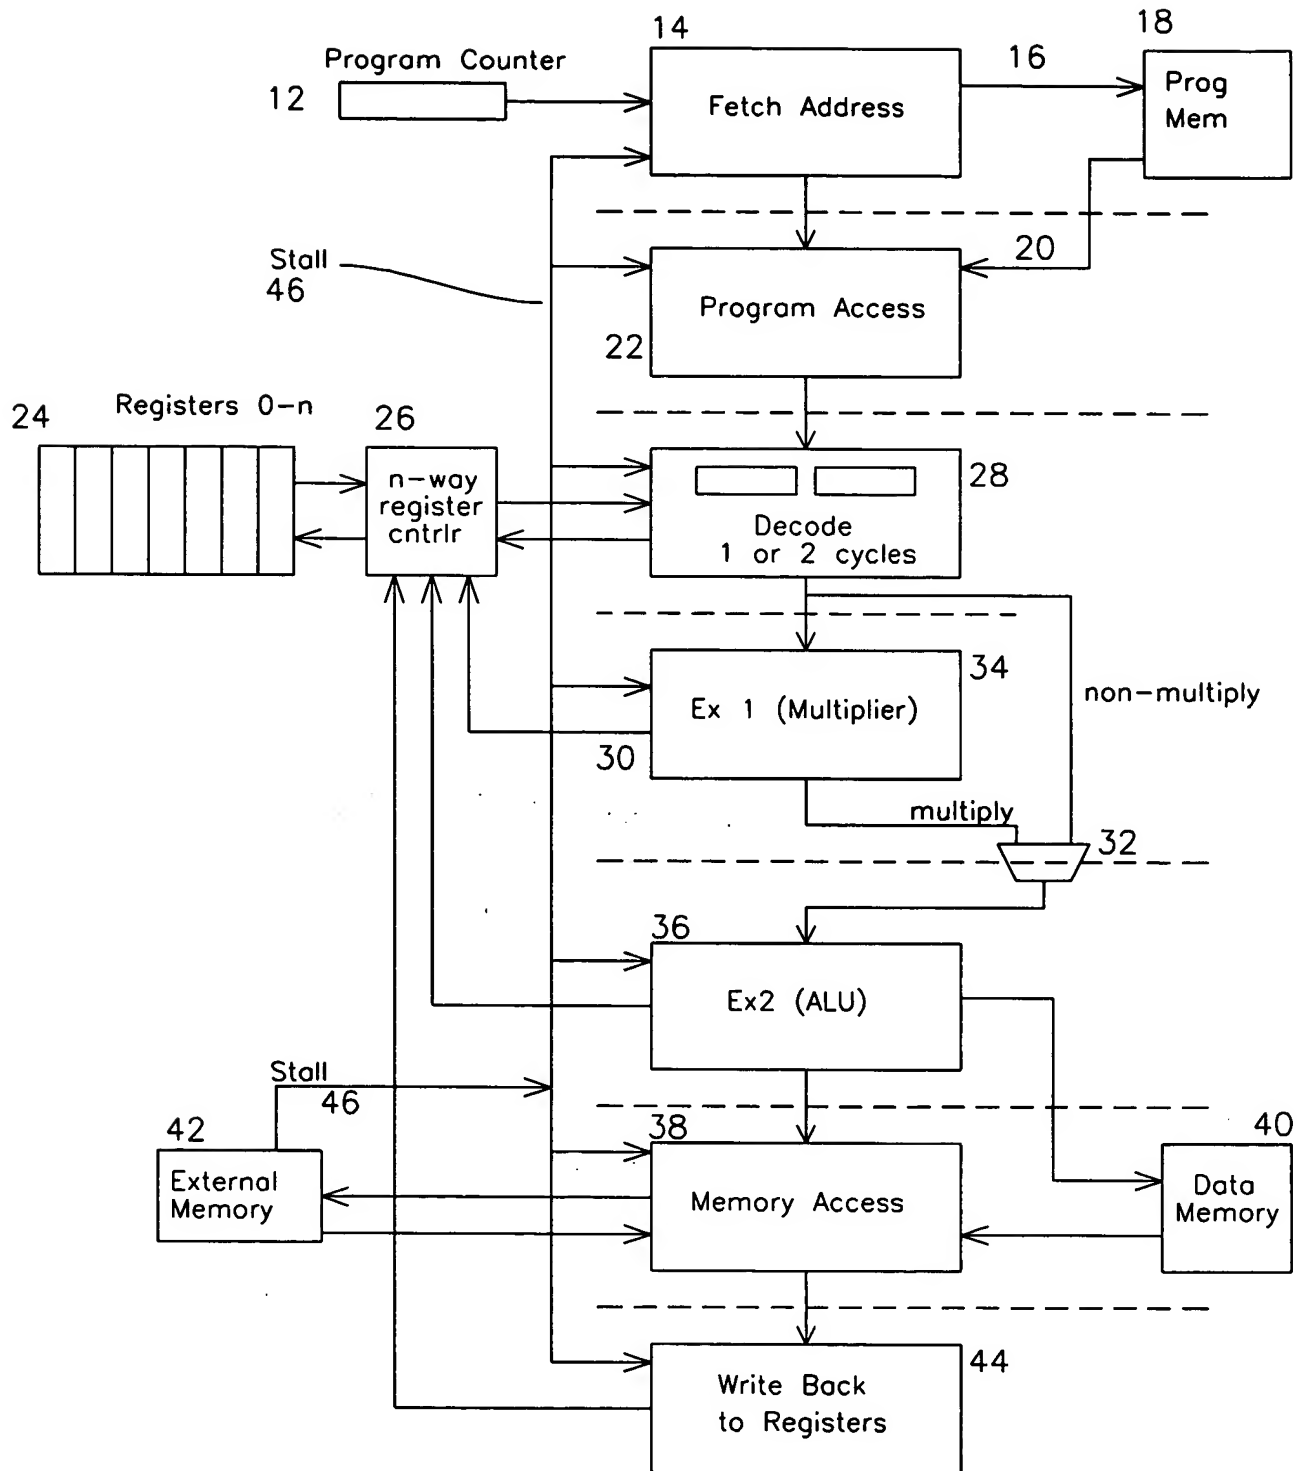 14
18
Program Counter
16
12
Fetch Address
Prog
Mem
Stall
46
20
Program Access
22
24
Registers 0-n
26
n-way
register
cntrlr
28
Decode
1 or 2 cycles
34
Ex 1 (Multiplier)
non-multiply
30
multiply
32
36
Ex2 (ALU)
Stall
46
42
38
40
External
Memory
Memory Access
Data
Memory
44
Write Back
to Registers